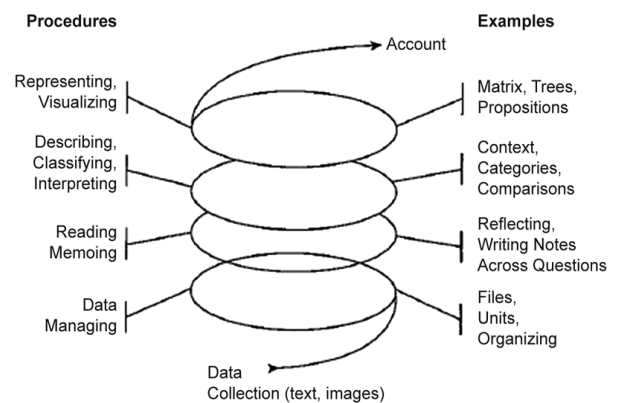 Procedures
Examples
Account
Representing,
Visualizing
Matrix, Trees,
Propositions
Describing,
Classifying,
Interpreting
Context,
Categories,
Comparisons
Reading
Memoing
Reflecting,
Writing Notes
Across Questions
Data
Managing
Files,
Units,
Organizing
Data
Collection (text, images)